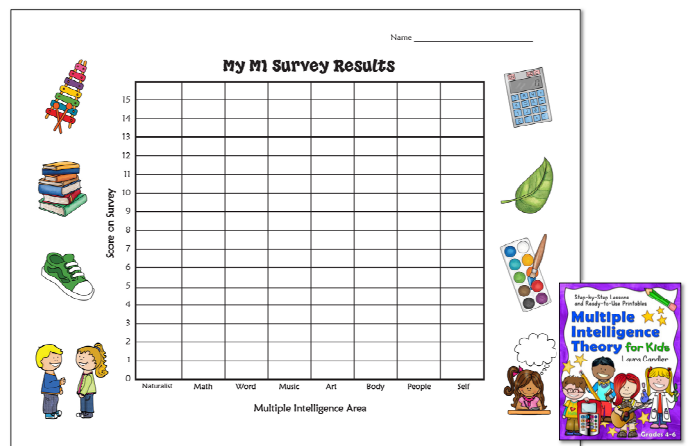 Name
My MI Survey Results
Score on Survey
15
14
13
12
11
10
9
8
7
6
5
4
3
2
1
0
Naturalist Math Word Music Art Body People Self
Multiple Intelligence Area
Step-by-Step Lessons
and Ready-to-Use Printables
Multiple
Intelligence
Theory for Kids
Laura Candler
Grades 4-6